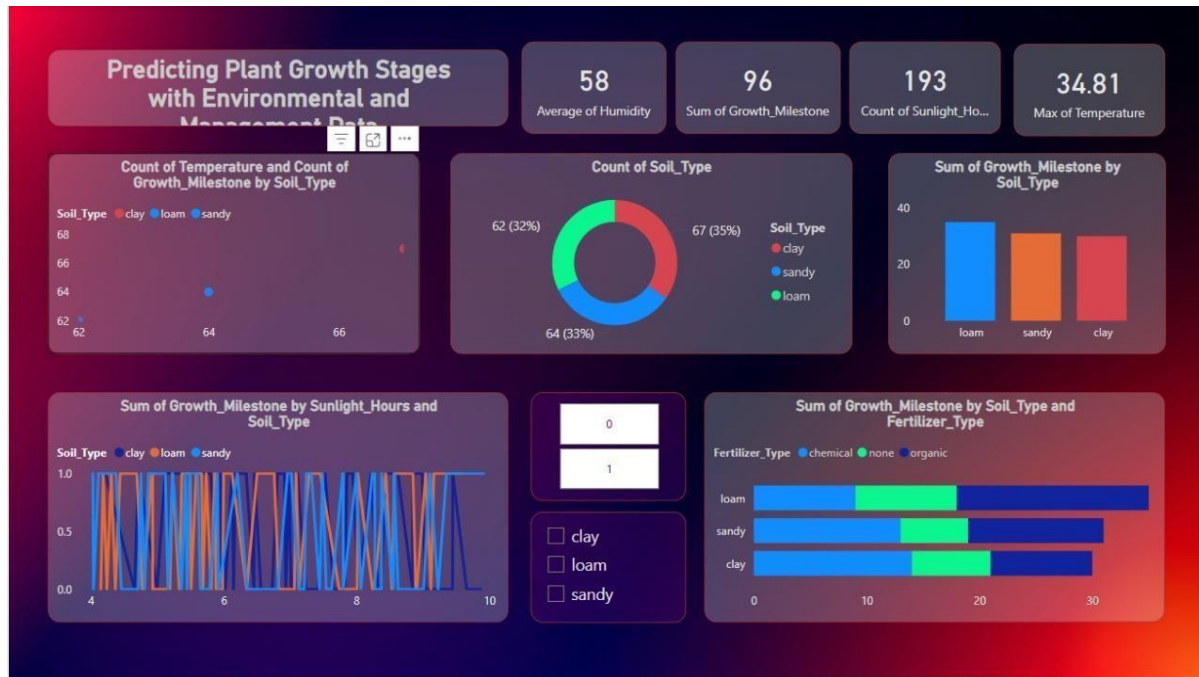 Predicting Plant Growth Stages
with Environmental and
Management Data
58
Average of Humidity
96
Sum of Growth_Milestone
193
Count of Sunlight_Ho...
34.81
Max of Temperature
Count of Temperature and Count of
Growth_Milestone by Soil_Type
Soil_Type clay loam sandy
68
66
64
62
62 64 66
Count of Soil_Type
62 (32%)
67 (35%)
64 (33%)
Soil_Type
clay
sandy
loam
Sum of Growth_Milestone by
Soil_Type
40
20
0
loam sandy clay
Sum of Growth_Milestone by Sunlight_Hours and
Soil_Type
Soil_Type clay loam sandy
1.0
0.5
0.0
4 6 8 10
0
1
clay
loam
sandy
Sum of Growth_Milestone by Soil_Type and
Fertilizer_Type
Fertilizer_Type chemical none organic
loam
sandy
clay
0 10 20 30